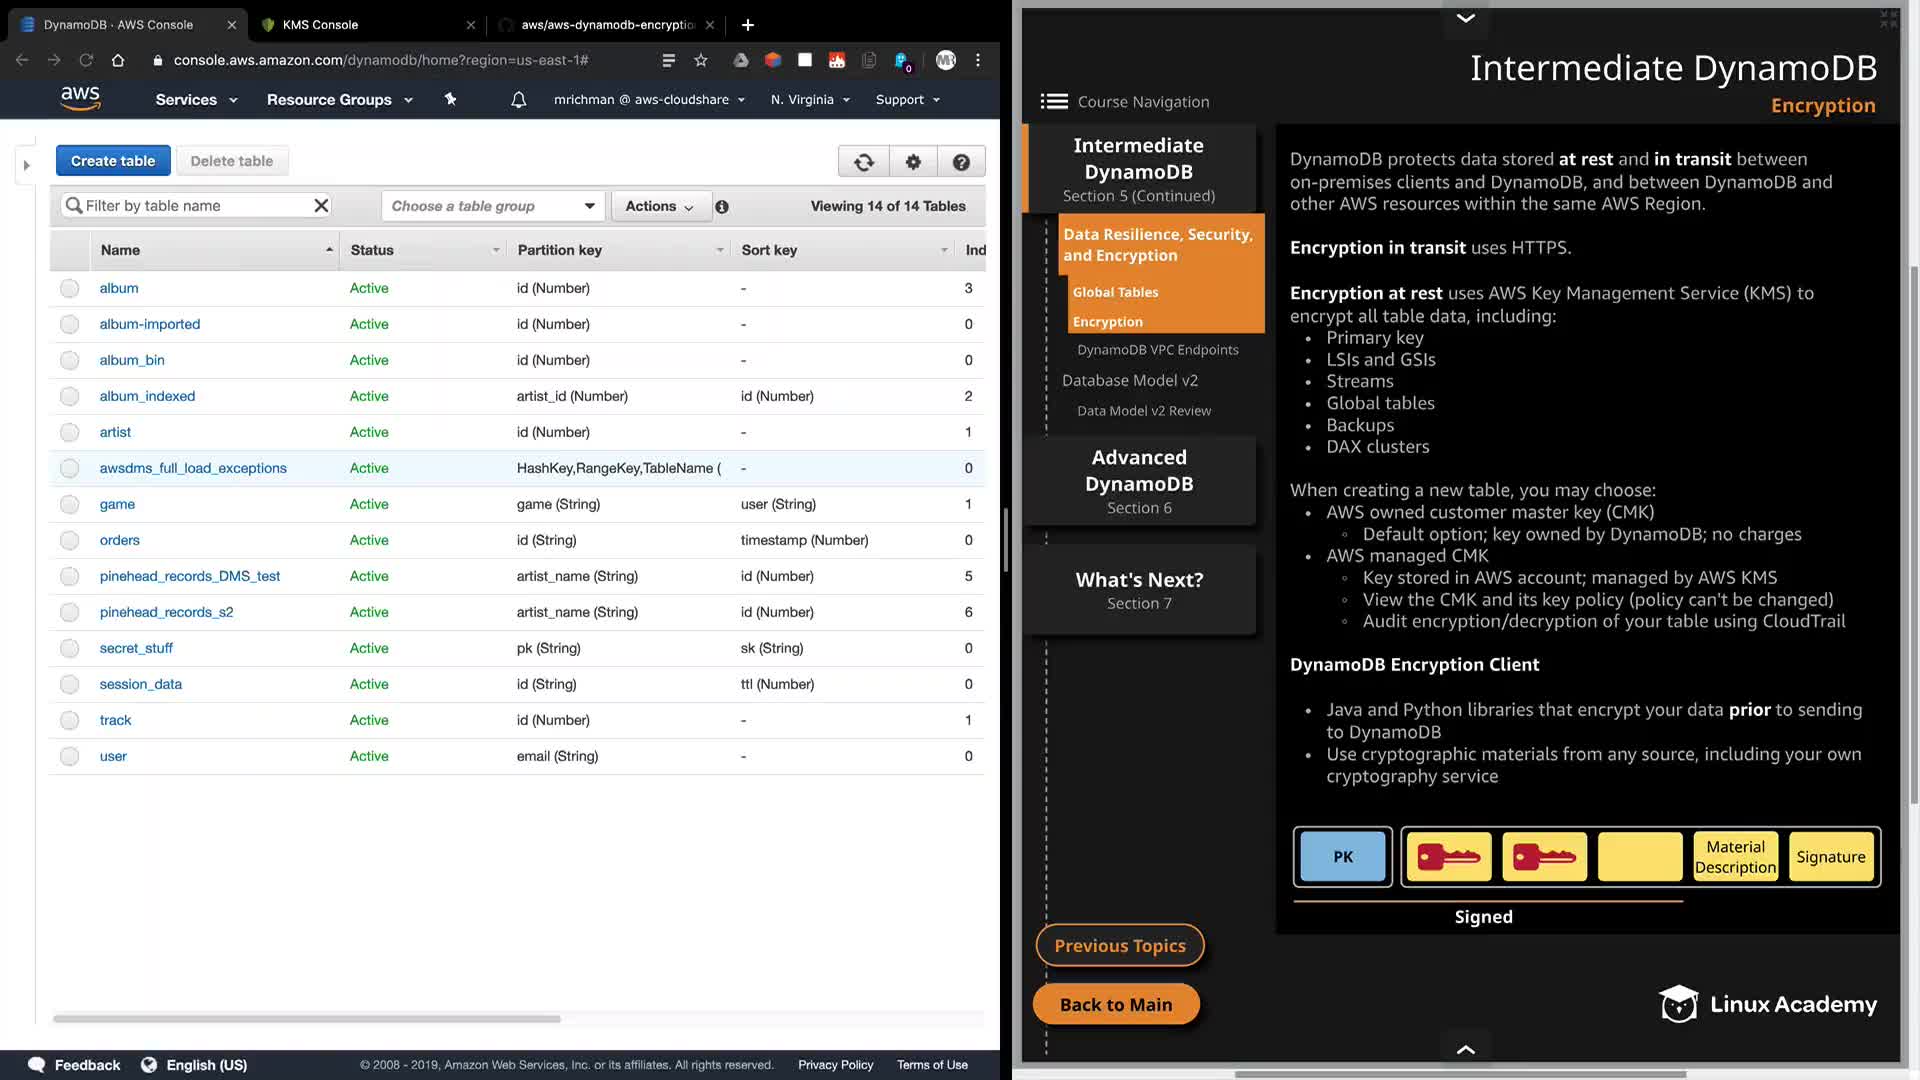 DynamoDB · AWS Console
KMS Console
aws/aws-dynamodb-encryptio
console.aws.amazon.com/dynamodb/home?region=us-east-1#
0
MR
aws
Services
Resource Groups
mrichman @ aws-cloudshare
N. Virginia
Support
Create table
Delete table
Filter by table name
Choose a table group
Actions
Viewing 14 of 14 Tables
Name Status Partition key Sort key Ind
album Active id (Number) - 3
album-imported Active id (Number) - 0
album_bin Active id (Number) - 0
album_indexed Active artist_id (Number) id (Number) 2
artist Active id (Number) - 1
awsdms_full_load_exceptions Active HashKey,RangeKey,TableName ( - 0
game Active game (String) user (String) 1
orders Active id (String) timestamp (Number) 0
pinehead_records_DMS_test Active artist_name (String) id (Number) 5
pinehead_records_s2 Active artist_name (String) id (Number) 6
secret_stuff Active pk (String) sk (String) 0
session_data Active id (String) ttl (Number) 0
track Active id (Number) - 1
user Active email (String) - 0
Feedback
English (US)
© 2008 - 2019, Amazon Web Services, Inc. or its affiliates. All rights reserved.
Privacy Policy
Terms of Use
Intermediate DynamoDB
Encryption
Course Navigation
Intermediate
DynamoDB
Section 5 (Continued)
Data Resilience, Security,
and Encryption
Global Tables
Encryption
DynamoDB VPC Endpoints
Database Model v2
Data Model v2 Review
Advanced
DynamoDB
Section 6
What's Next?
Section 7
Previous Topics
Back to Main
DynamoDB protects data stored at rest and in transit between
on-premises clients and DynamoDB, and between DynamoDB and
other AWS resources within the same AWS Region.
Encryption in transit uses HTTPS.
Encryption at rest uses AWS Key Management Service (KMS) to
encrypt all table data, including:
• Primary key
• LSIs and GSIs
• Streams
• Global tables
• Backups
• DAX clusters
When creating a new table, you may choose:
• AWS owned customer master key (CMK)
◦ Default option; key owned by DynamoDB; no charges
• AWS managed CMK
◦ Key stored in AWS account; managed by AWS KMS
◦ View the CMK and its key policy (policy can't be changed)
◦ Audit encryption/decryption of your table using CloudTrail
DynamoDB Encryption Client
• Java and Python libraries that encrypt your data prior to sending
to DynamoDB
• Use cryptographic materials from any source, including your own
cryptography service
PK
Material
Description
Signature
Signed
Linux Academy